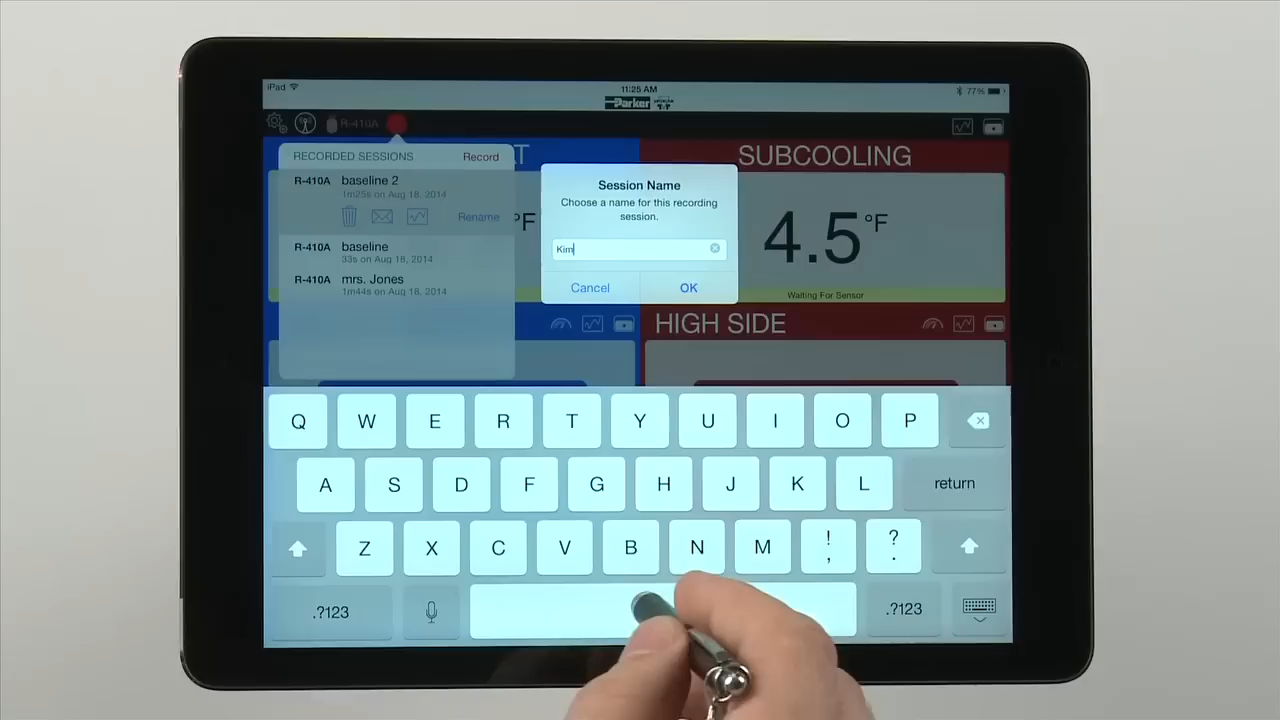 iPad
11:25 AM
77%
Parker
R-410A
RECORDED SESSIONS Record
R-410A baseline 2
1m25s on Aug 18, 2014
Rename
R-410A baseline
33s on Aug 18, 2014
R-410A mrs. Jones
1m44s on Aug 18, 2014
AT
°F
Session Name
Choose a name for this recording
session.
Kim
Cancel OK
SUBCOOLING
4.5°F
Waiting For Sensor
HIGH SIDE
Q W E R T Y U I O P
A S D F G H J K L return
Z X C V B N M ! , ? .
.?123 .?123